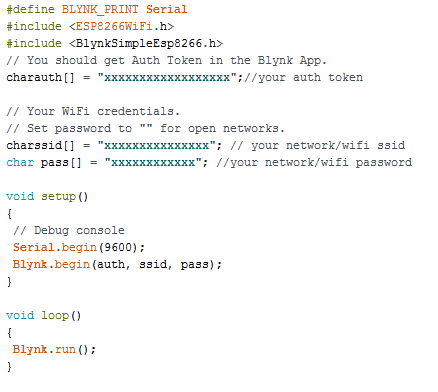 #define BLYNK_PRINT Serial
#include <ESP8266WiFi.h>
#include <BlynkSimpleEsp8266.h>
// You should get Auth Token in the Blynk App.
charauth[] = "xxxxxxxxxxxxxxxxxx";//your auth token

// Your WiFi credentials.
// Set password to "" for open networks.
charssid[] = "xxxxxxxxxxxxxxx"; // your network/wifi ssid
char pass[] = "xxxxxxxxxxxx"; //your network/wifi password

void setup()
{
 // Debug console
 Serial.begin(9600);
 Blynk.begin(auth, ssid, pass);
}

void loop()
{
 Blynk.run();
}